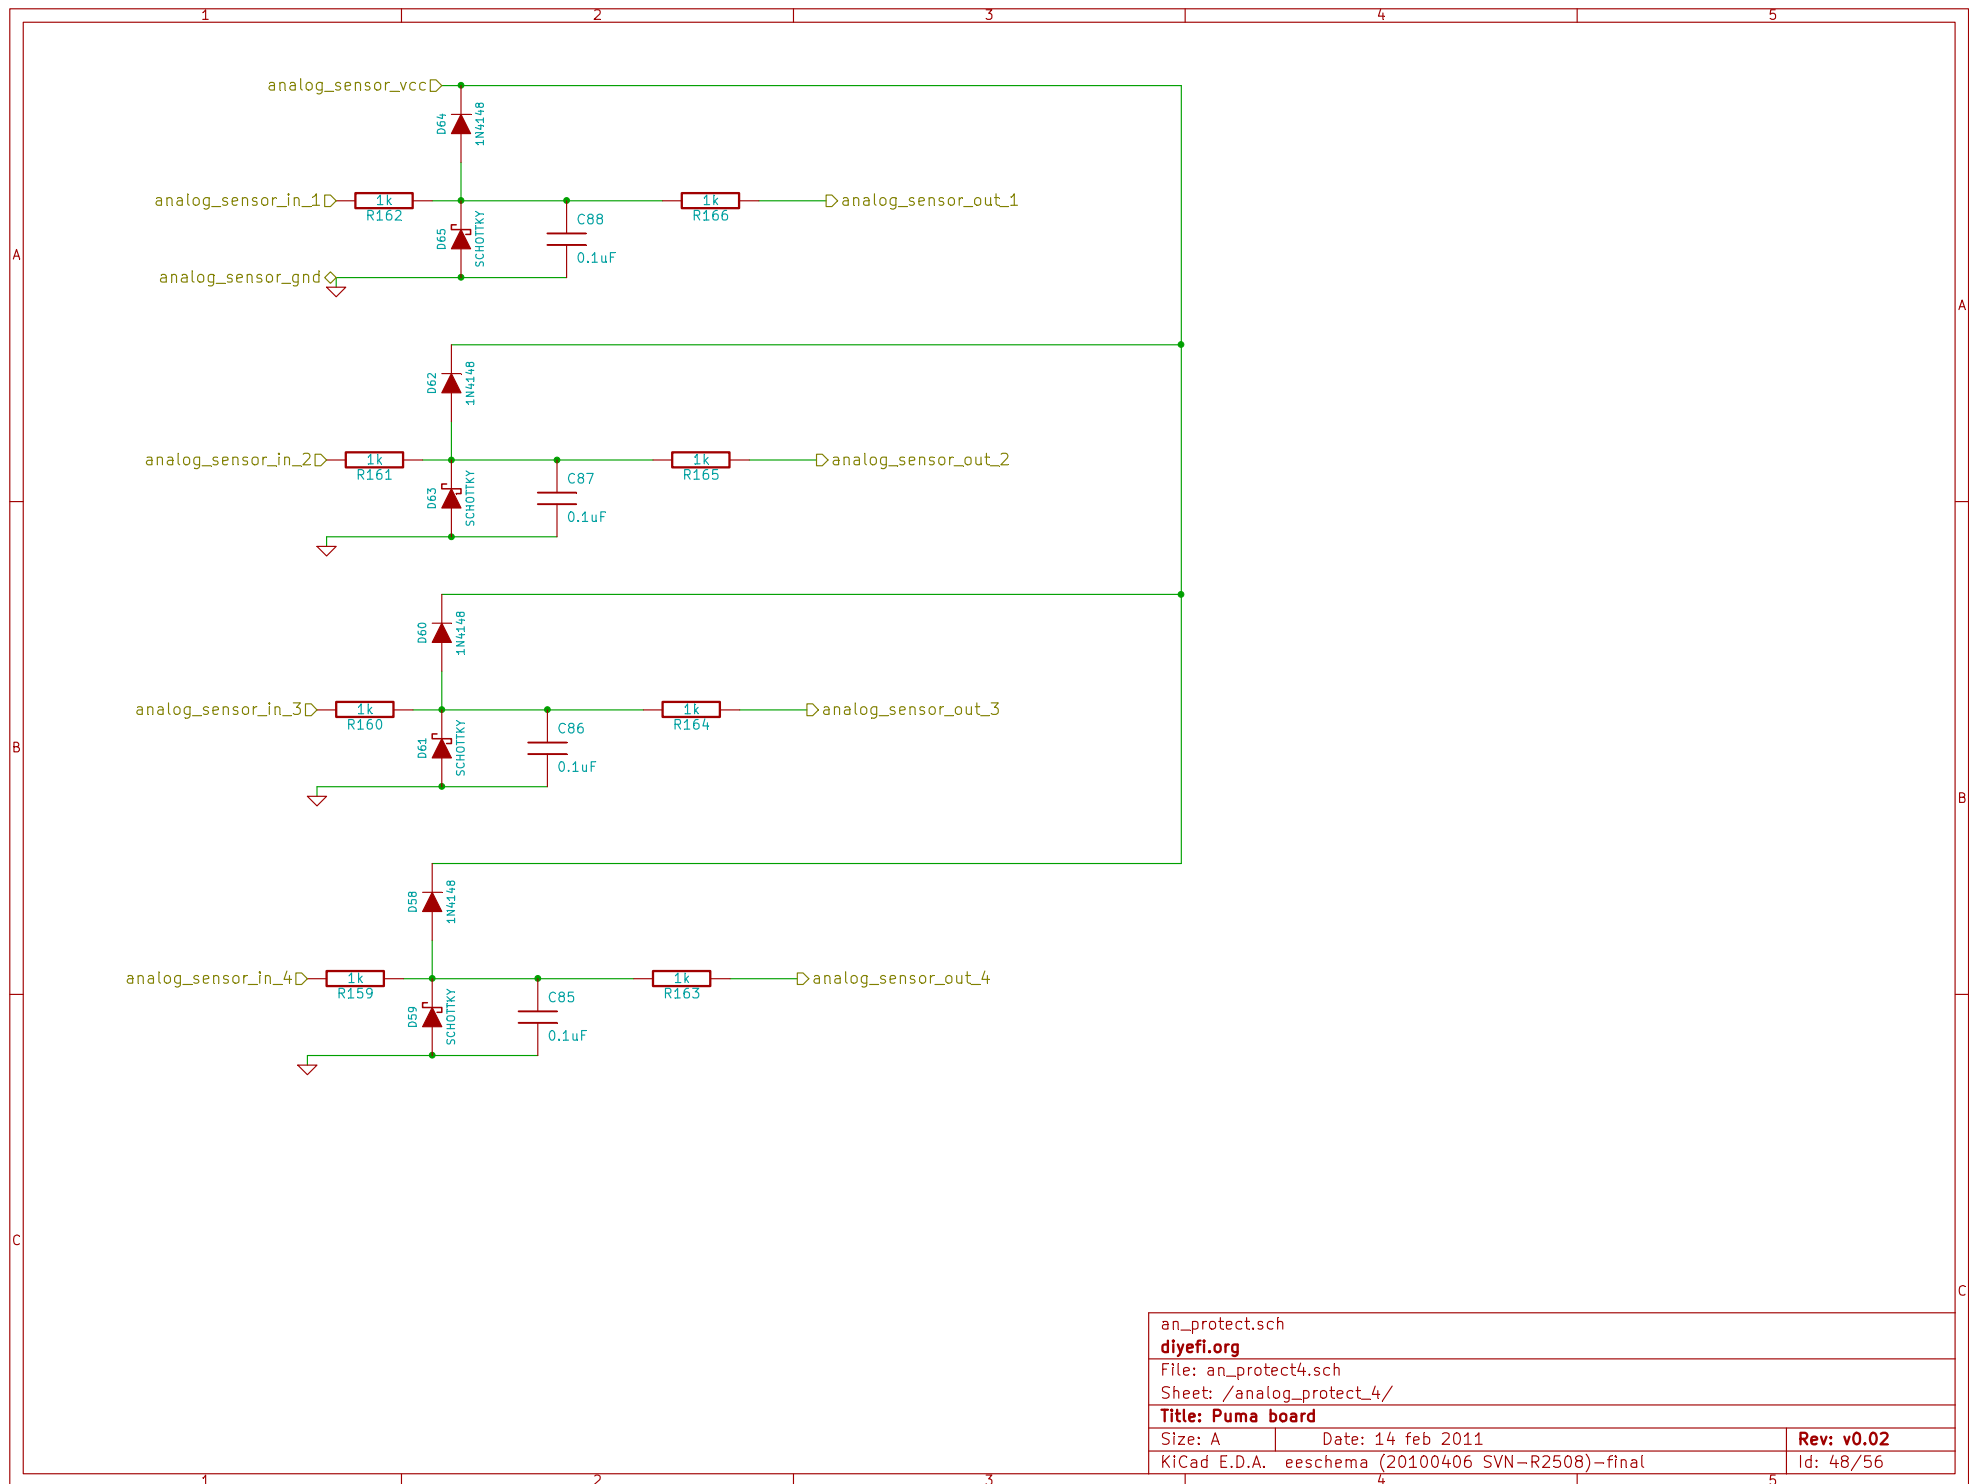 1 2 3 4 5
analog_sensor_vcc
D64 1N4148
analog_sensor_in_1 1k R162 1k R166 analog_sensor_out_1
D65 SCHOTTKY C88 0.1uF
A
analog_sensor_gnd
A
D62 1N4148
analog_sensor_in_2 1k R161 1k R165 analog_sensor_out_2
D63 SCHOTTKY C87 0.1uF
D60 1N4148
analog_sensor_in_3 1k R160 1k R164 analog_sensor_out_3
D61 SCHOTTKY C86 0.1uF
B
B
D58 1N4148
analog_sensor_in_4 1k R159 1k R163 analog_sensor_out_4
D59 SCHOTTKY C85 0.1uF
C
C
an_protect.sch
diyefi.org
File: an_protect4.sch
Sheet: /analog_protect_4/
Title: Puma board
Size: A Date: 14 feb 2011 Rev: v0.02
KiCad E.D.A. eeschema (20100406 SVN-R2508)-final Id: 48/56
1 2 3 4 5